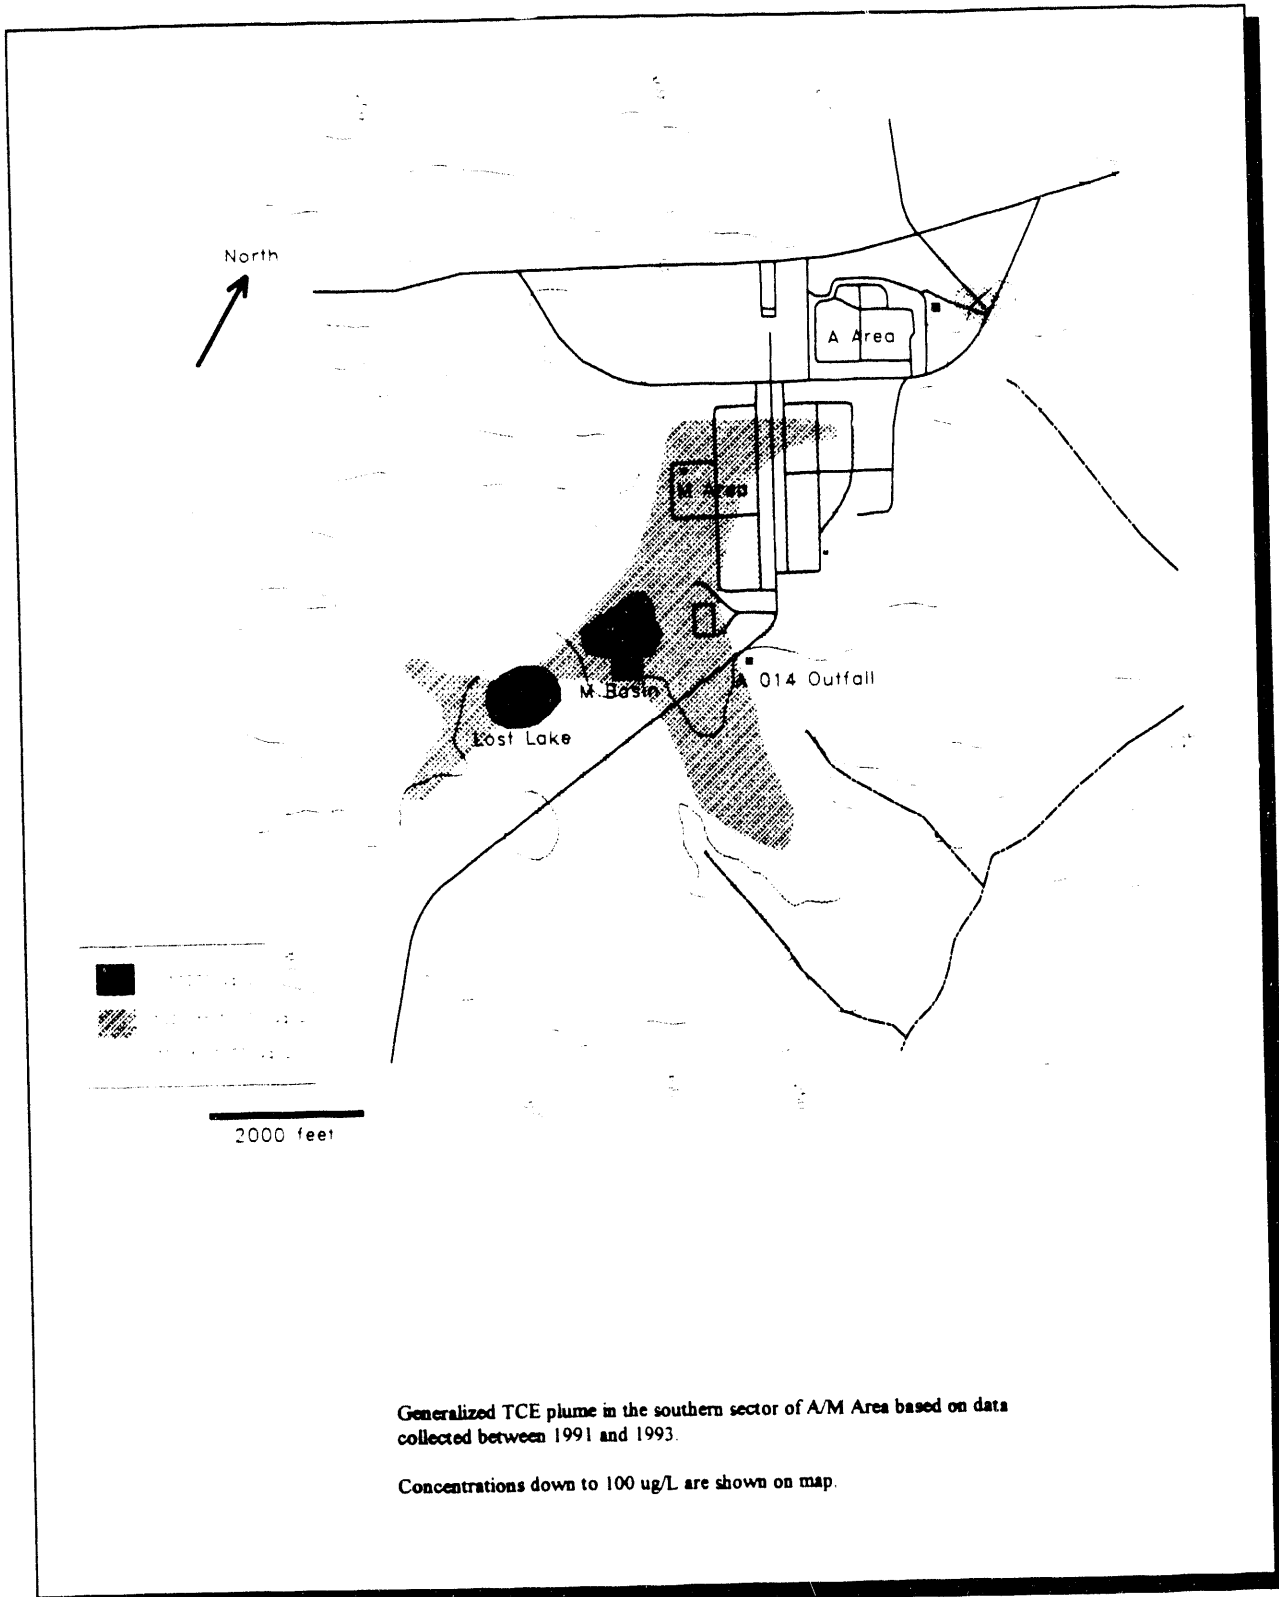 North
A Area
M Area
M Basin
A 014 Outfall
Lost Lake
2000 feet
Generalized TCE plume in the southern sector of A/M Area based on data
collected between 1991 and 1993.
Concentrations down to 100 ug/L are shown on map.